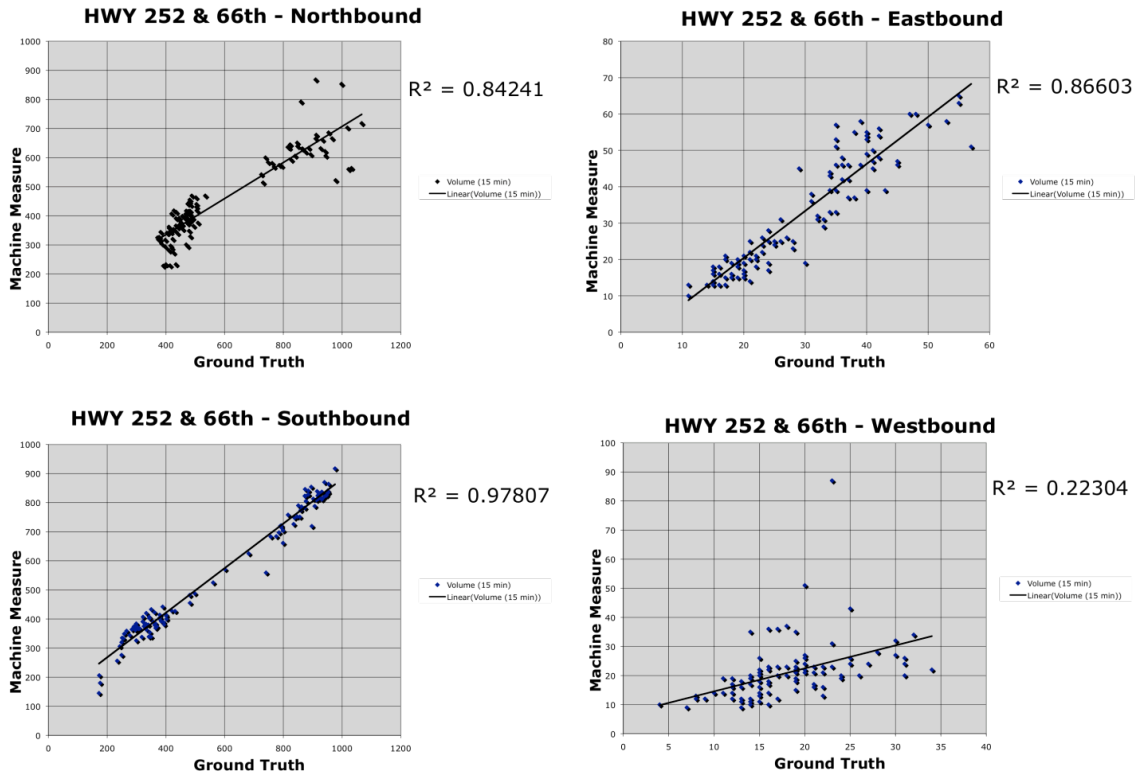 HWY 252 & 66th - Northbound
1000
900
800
700
600
500
400
300
200
100
0
0 200 400 600 800 1000 1200
Machine Measure
Ground Truth
R² = 0.84241
Volume (15 min)
Linear(Volume (15 min))
HWY 252 & 66th - Eastbound
80
70
60
50
40
30
20
10
0
0 10 20 30 40 50 60
Machine Measure
Ground Truth
R² = 0.86603
Volume (15 min)
Linear(Volume (15 min))
HWY 252 & 66th - Southbound
1000
900
800
700
600
500
400
300
200
100
0
0 200 400 600 800 1000 1200
Machine Measure
Ground Truth
R² = 0.97807
Volume (15 min)
Linear(Volume (15 min))
HWY 252 & 66th - Westbound
100
90
80
70
60
50
40
30
20
10
0
0 5 10 15 20 25 30 35 40
Machine Measure
Ground Truth
R² = 0.22304
Volume (15 min)
Linear(Volume (15 min))